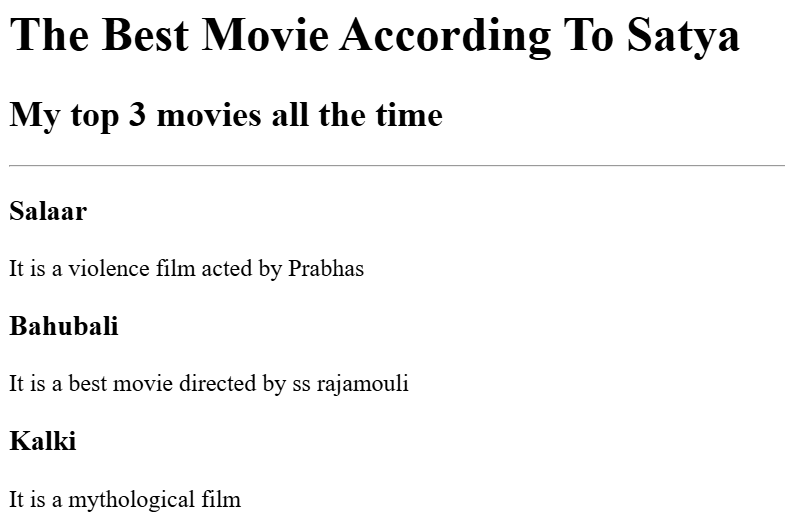 The Best Movie According To Satya
My top 3 movies all the time
Salaar
It is a violence film acted by Prabhas
Bahubali
It is a best movie directed by ss rajamouli
Kalki
It is a mythological film